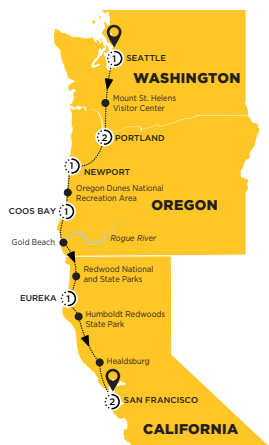 1
SEATTLE
WASHINGTON
Mount St. Helens
Visitor Center
2
PORTLAND
1
NEWPORT
Oregon Dunes National
Recreation Area
OREGON
COOS BAY
1
Gold Beach
Rogue River
Redwood National
and State Parks
EUREKA
1
Humboldt Redwoods
State Park
Healdsburg
2
SAN FRANCISCO
CALIFORNIA